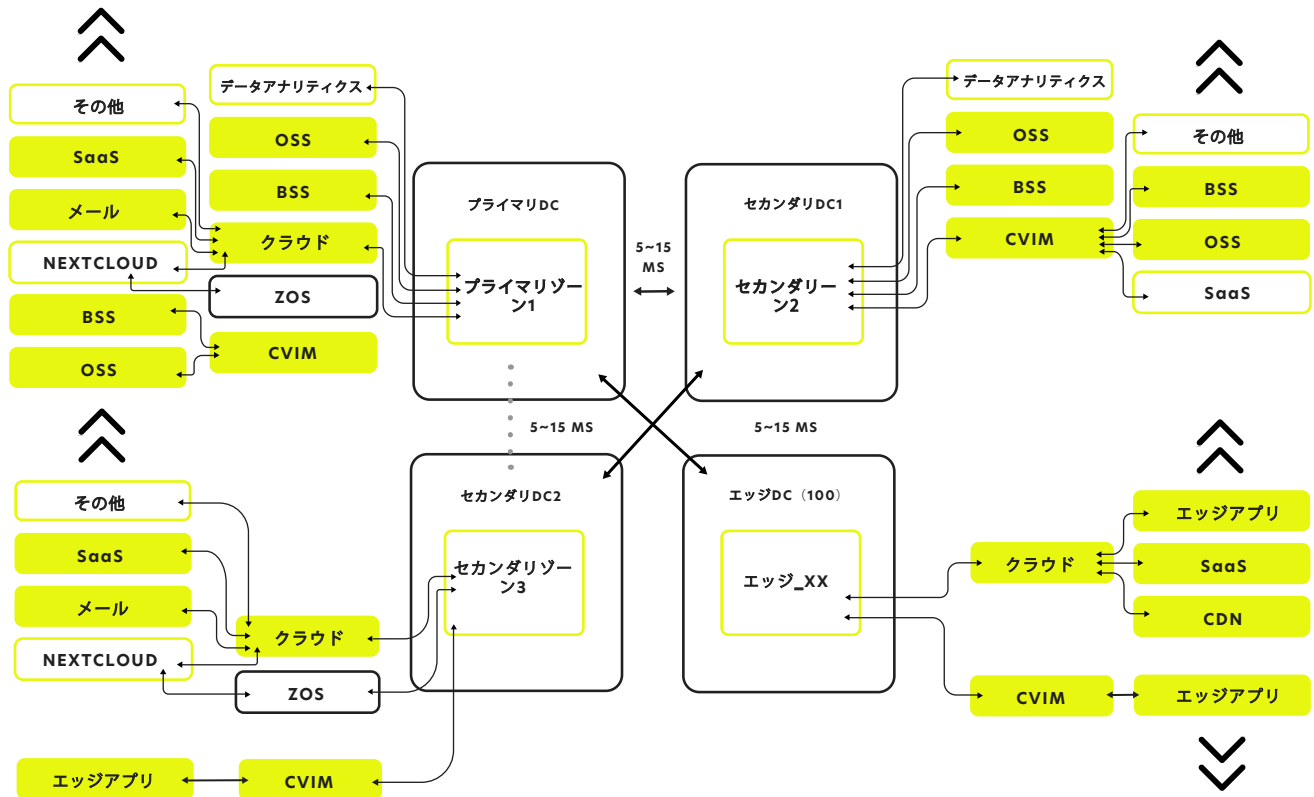 データアナリティクス
その他
OSS
SaaS
BSS
メール
クラウド
NEXTCLOUD
ZOS
BSS
CVIM
OSS
プライマリDC
プライマリゾー
ン1
5~15
MS
セカンダリDC1
セカンダリー
ン2
データアナリティクス
OSS
その他
BSS
BSS
CVIM
OSS
SaaS
5~15 MS
5~15 MS
その他
SaaS
メール
クラウド
NEXTCLOUD
ZOS
エッジアプリ
CVIM
セカンダリDC2
セカンダリゾー
ン3
エッジDC（100）
エッジ_XX
エッジアプリ
クラウド
SaaS
CDN
CVIM
エッジアプリ